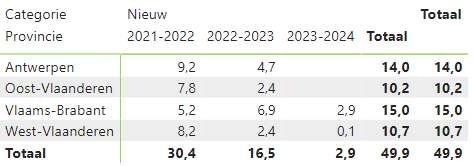 Categorie Nieuw Totaal
Provincie 2021-2022 2022-2023 2023-2024 Totaal
Antwerpen 9,2 4,7 14,0 14,0
Oost-Vlaanderen 7,8 2,4 10,2 10,2
Vlaams-Brabant 5,2 6,9 2,9 15,0 15,0
West-Vlaanderen 8,2 2,4 0,1 10,7 10,7
Totaal 30,4 16,5 2,9 49,9 49,9